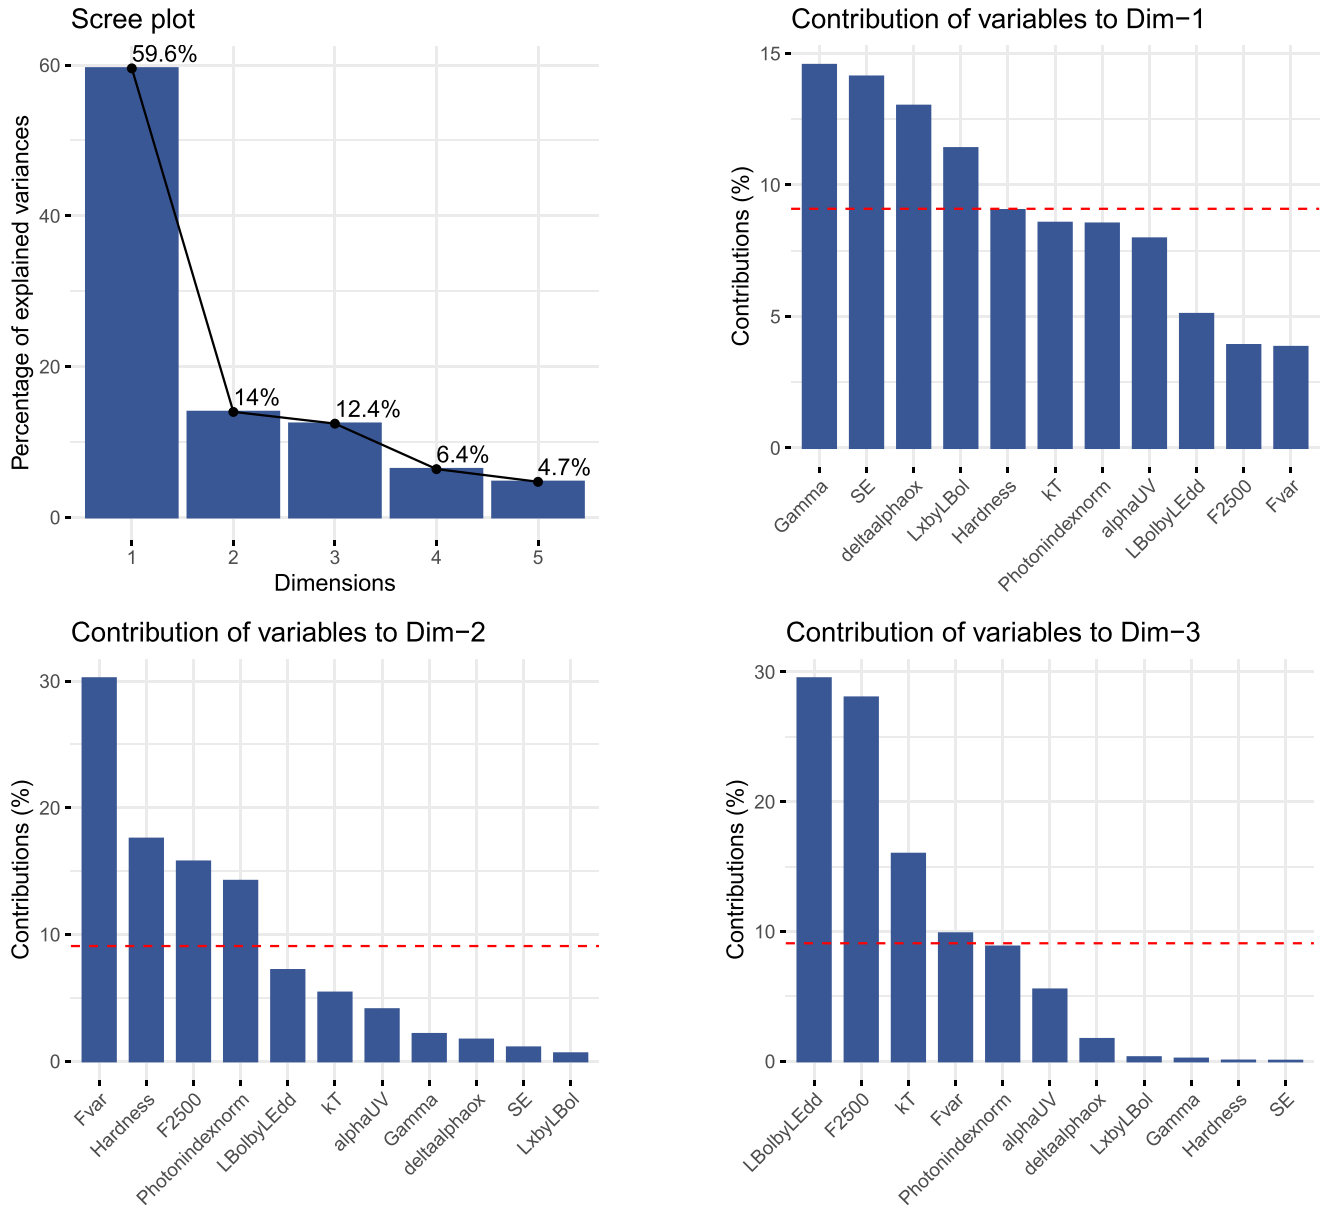 Scree plot
Percentage of explained variances
60
40
20
0
59.6%
14%
12.4%
6.4%
4.7%
1 2 3 4 5
Dimensions
Contribution of variables to Dim−1
Contributions (%)
15
10
5
0
Gamma
SE
deltaalphaox
LxbyLBol
Hardness
kT
Photonindexnorm
alphaUV
LBolbyLEdd
F2500
Fvar
Contribution of variables to Dim−2
Contributions (%)
30
20
10
0
Fvar
Hardness
F2500
Photonindexnorm
LBolbyLEdd
kT
alphaUV
Gamma
deltaalphaox
SE
LxbyLBol
Contribution of variables to Dim−3
Contributions (%)
30
20
10
0
LBolbyLEdd
F2500
kT
Fvar
Photonindexnorm
alphaUV
deltaalphaox
LxbyLBol
Gamma
Hardness
SE